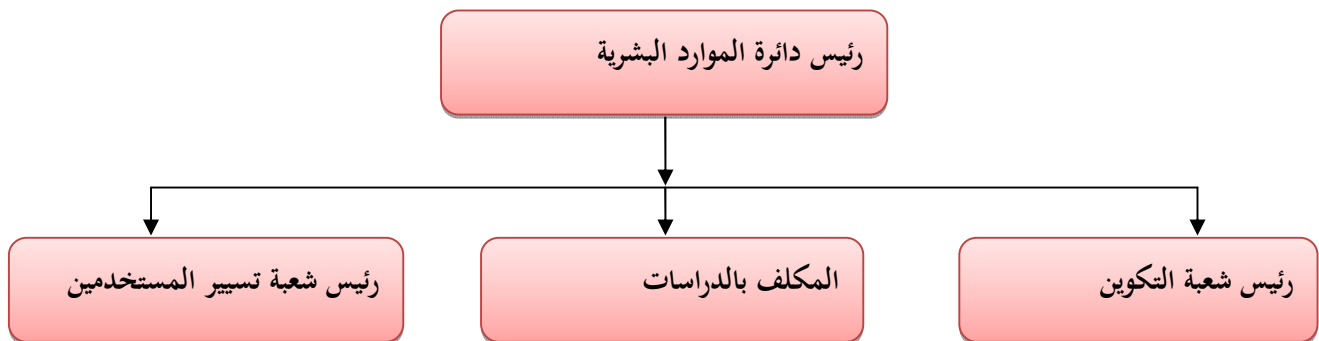 رئيس دائرة الموارد البشرية
رئيس شعبة التكوين
المكلف بالدراسات
رئيس شعبة تسيير المستخدمين